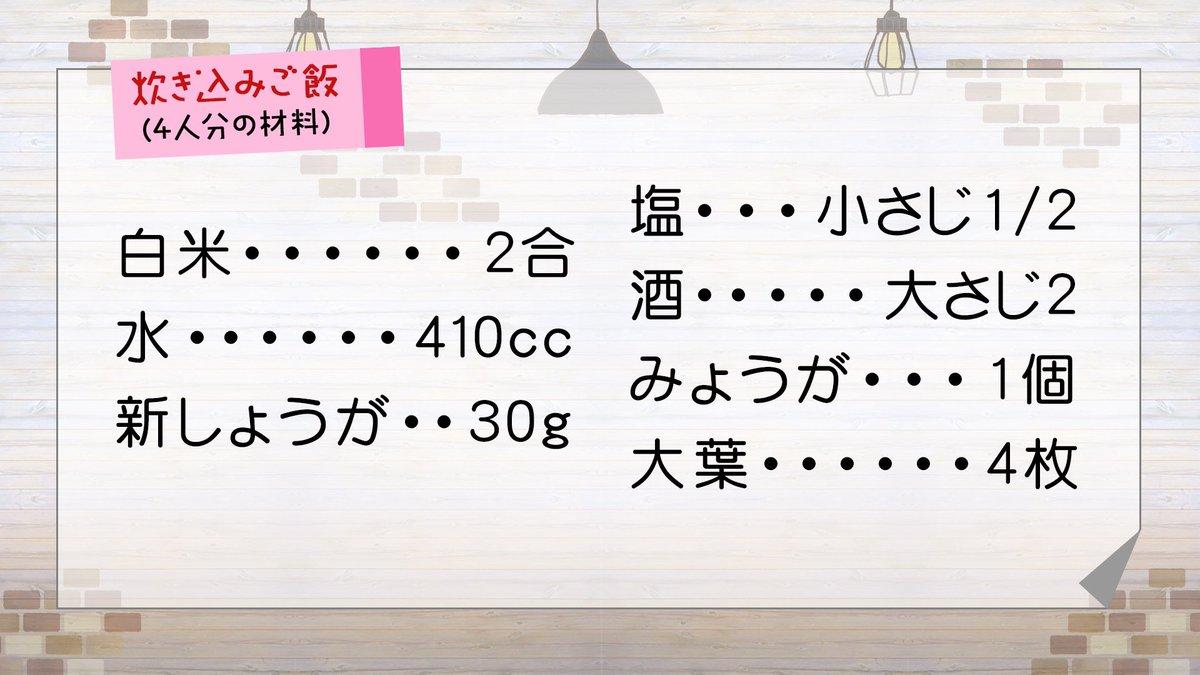 炊き込みご飯
(4人分の材料)
白米・・・・・・2合
水・・・・・・410cc
新しょうが・・30g
塩・・・小さじ1/2
酒・・・・・大さじ2
みょうが・・・1個
大葉・・・・・・4枚